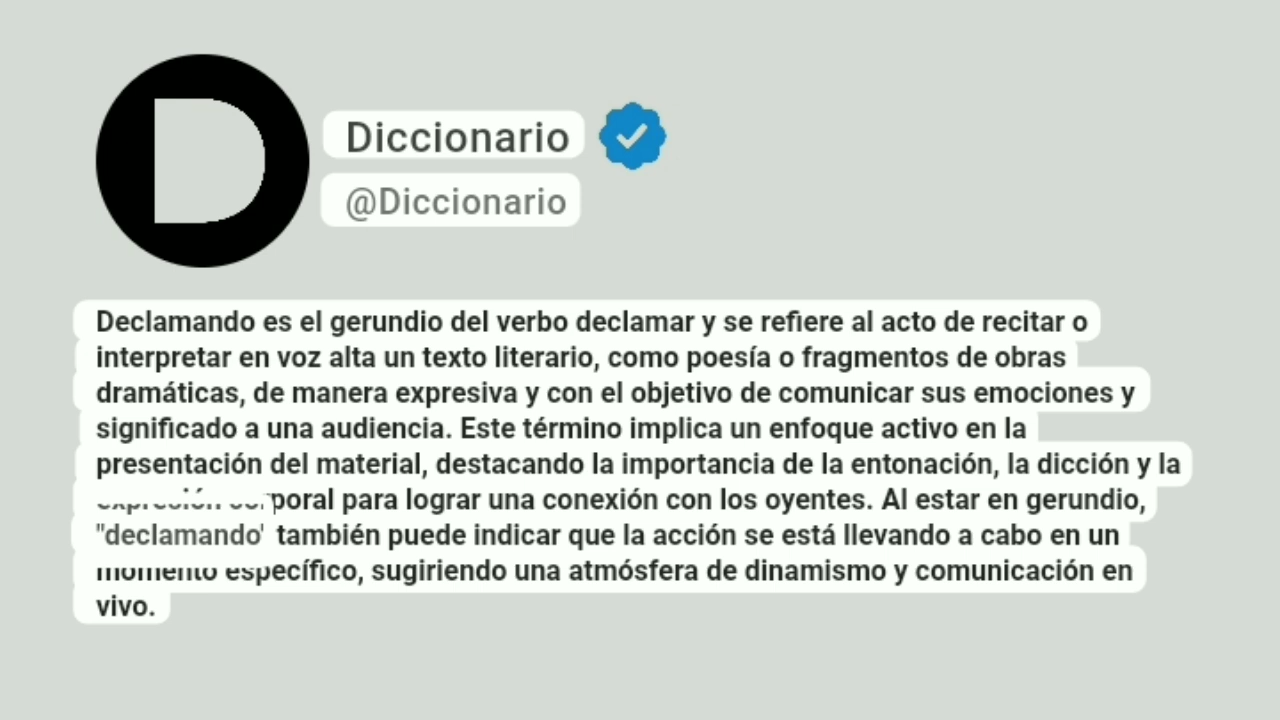 D
Diccionario
@Diccionario
Declamando es el gerundio del verbo declamar y se refiere al acto de recitar o
interpretar en voz alta un texto literario, como poesía o fragmentos de obras
dramáticas, de manera expresiva y con el objetivo de comunicar sus emociones y
significado a una audiencia. Este término implica un enfoque activo en la
presentación del material, destacando la importancia de la entonación, la dicción y la
expresión corporal para lograr una conexión con los oyentes. Al estar en gerundio,
"declamando" también puede indicar que la acción se está llevando a cabo en un
momento específico, sugiriendo una atmósfera de dinamismo y comunicación en
vivo.